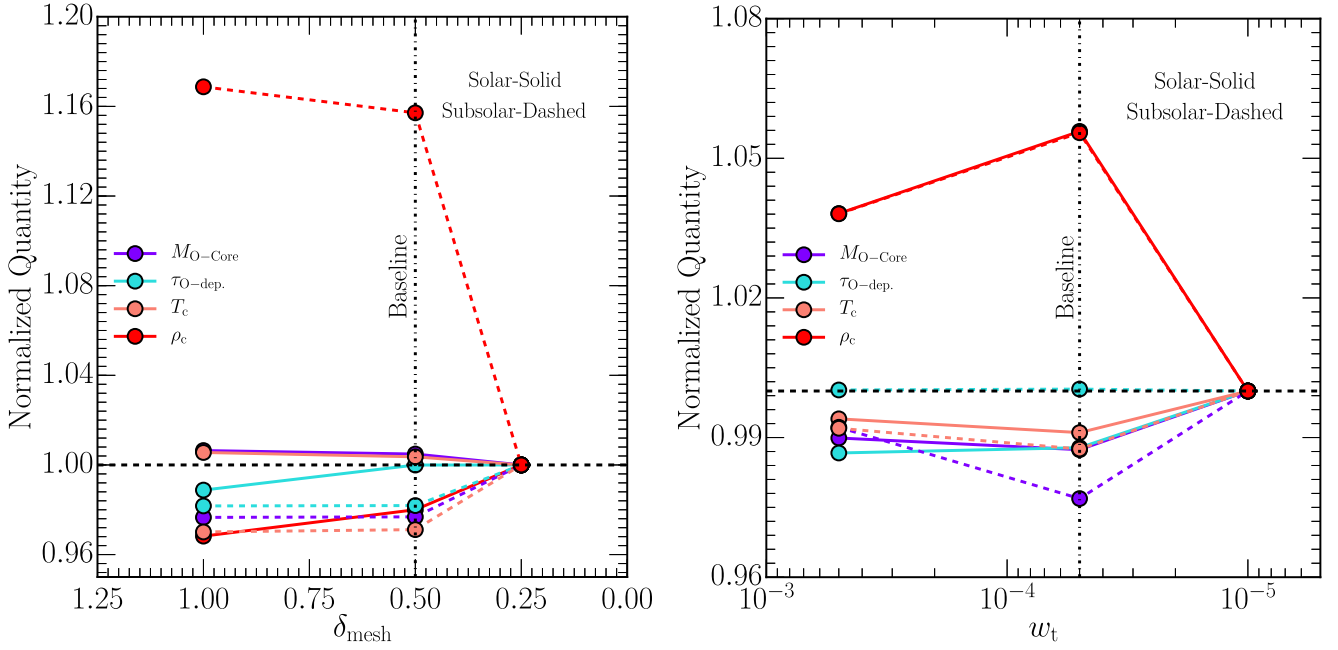 1.20
1.16
1.12
1.08
1.04
1.00
0.96
Normalized Quantity
Solar-Solid
Subsolar-Dashed
Baseline
M_O−Core
τ_O−dep.
T_c
ρ_c
1.25 1.00 0.75 0.50 0.25 0.00
δ_mesh
1.08
1.05
1.02
0.99
0.96
Normalized Quantity
Solar-Solid
Subsolar-Dashed
Baseline
M_O−Core
τ_O−dep.
T_c
ρ_c
10⁻³ 10⁻⁴ 10⁻⁵
w_t